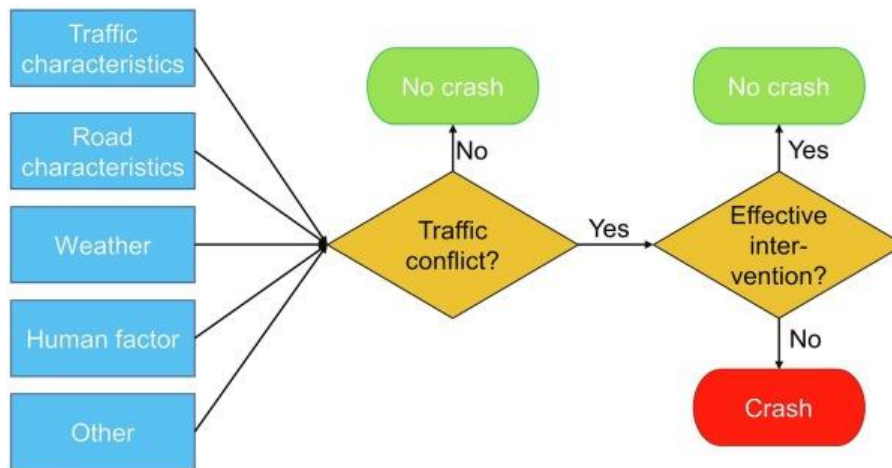 Traffic
characteristics
Road
characteristics
Weather
Human factor
Other
No crash
No
Traffic
conflict?
Yes
No crash
Yes
Effective
inter-
vention?
No
Crash